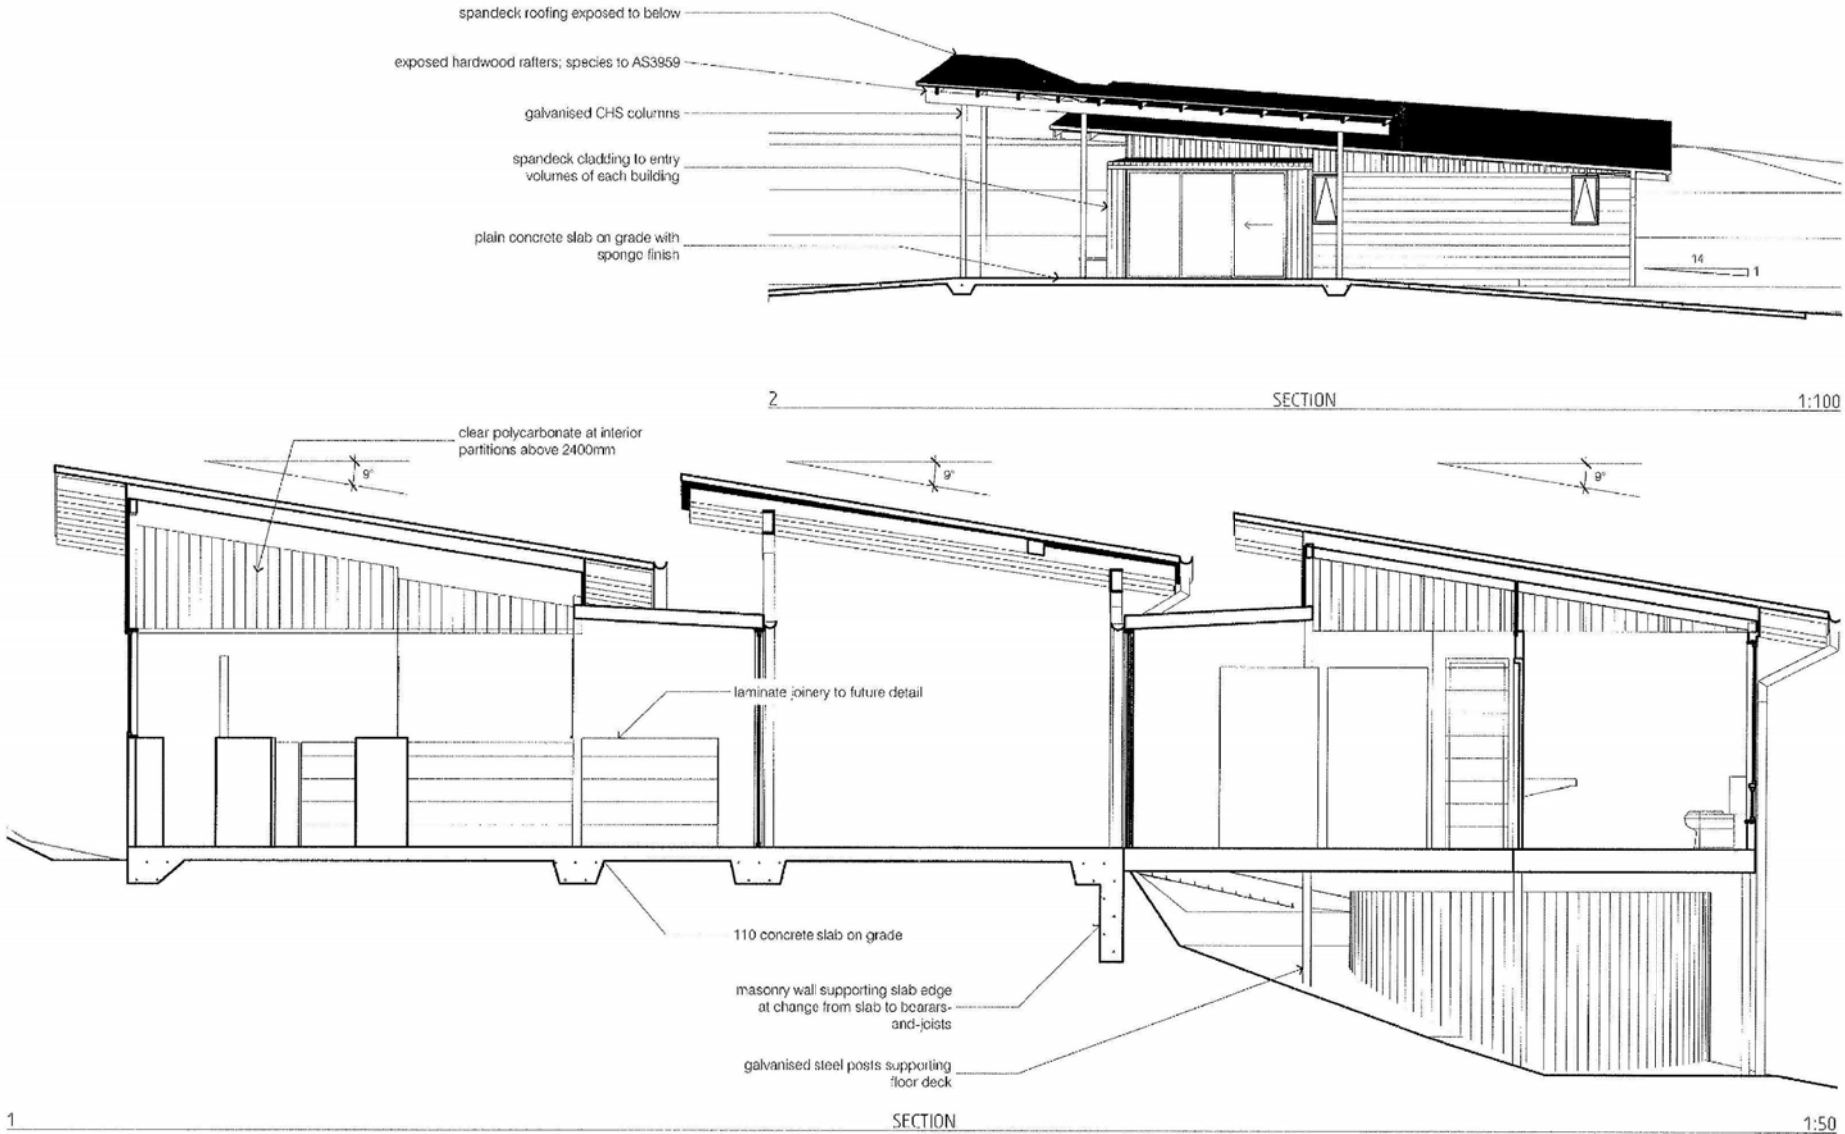 spandeck roofing exposed to below
exposed hardwood rafters; species to AS3959
galvanised CHS columns
spandeck cladding to entry
volumes of each building
plain concrete slab on grade with
sponge finish
14
1
2
SECTION
1:100
clear polycarbonate at interior
partitions above 2400mm
9°
9°
9°
laminate joinery to future detail
110 concrete slab on grade
masonry wall supporting slab edge
at change from slab to bearars-
and-joists
galvanised steel posts supporting
floor deck
1
SECTION
1:50